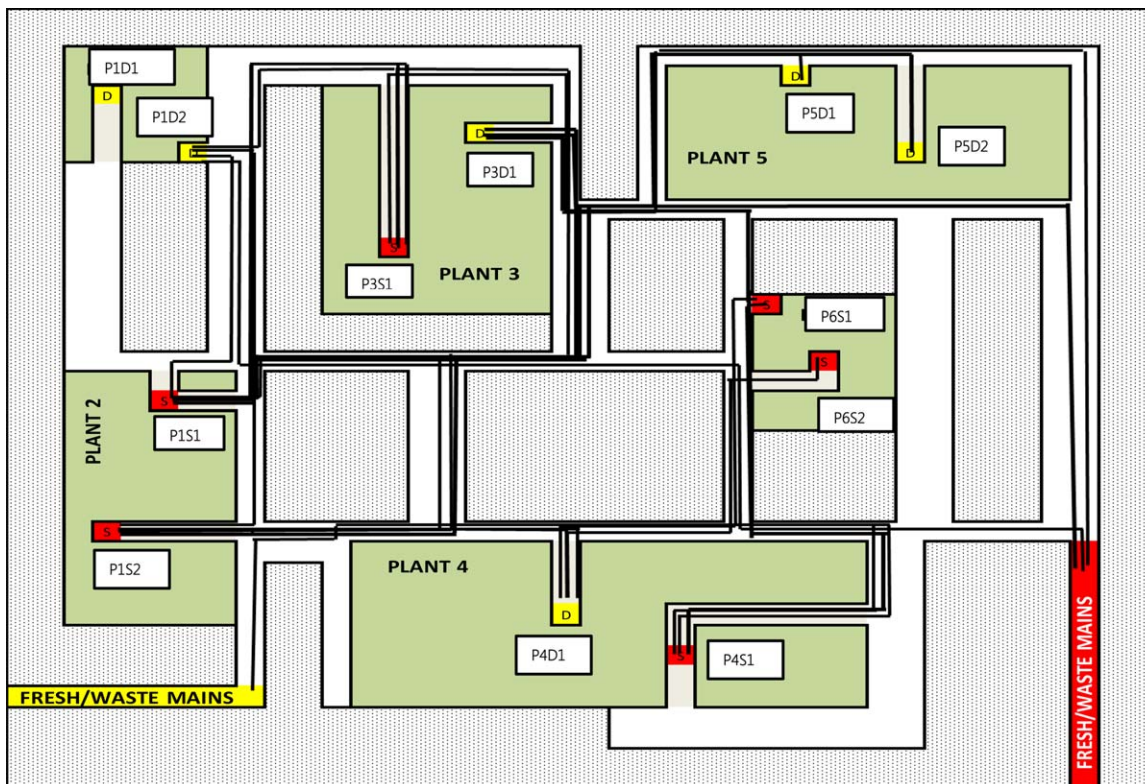 P1D1
D
P1D2
D
D
P5D1
D
P3D1
PLANT 5
D
P5D2
S
P3S1
PLANT 3
S
P6S1
S
P6S2
PLANT 2
S
P1S1
S
P1S2
PLANT 4
D
P4D1
S
P4S1
FRESH/WASTE MAINS
FRESH/WASTE MAINS